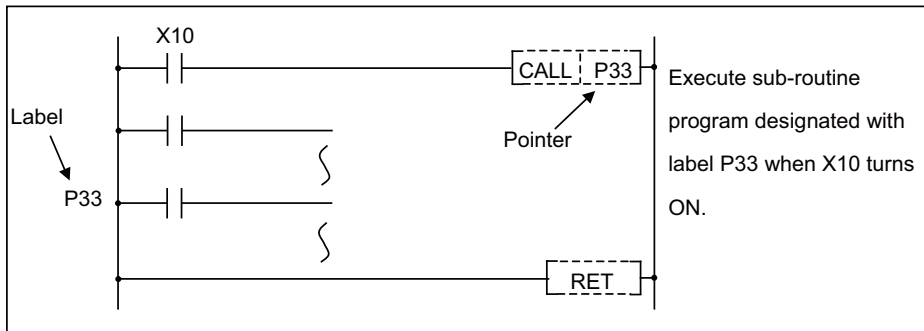 X10
CALL P33
Execute sub-routine
program designated with
label P33 when X10 turns
ON.
Label
Pointer
P33
RET